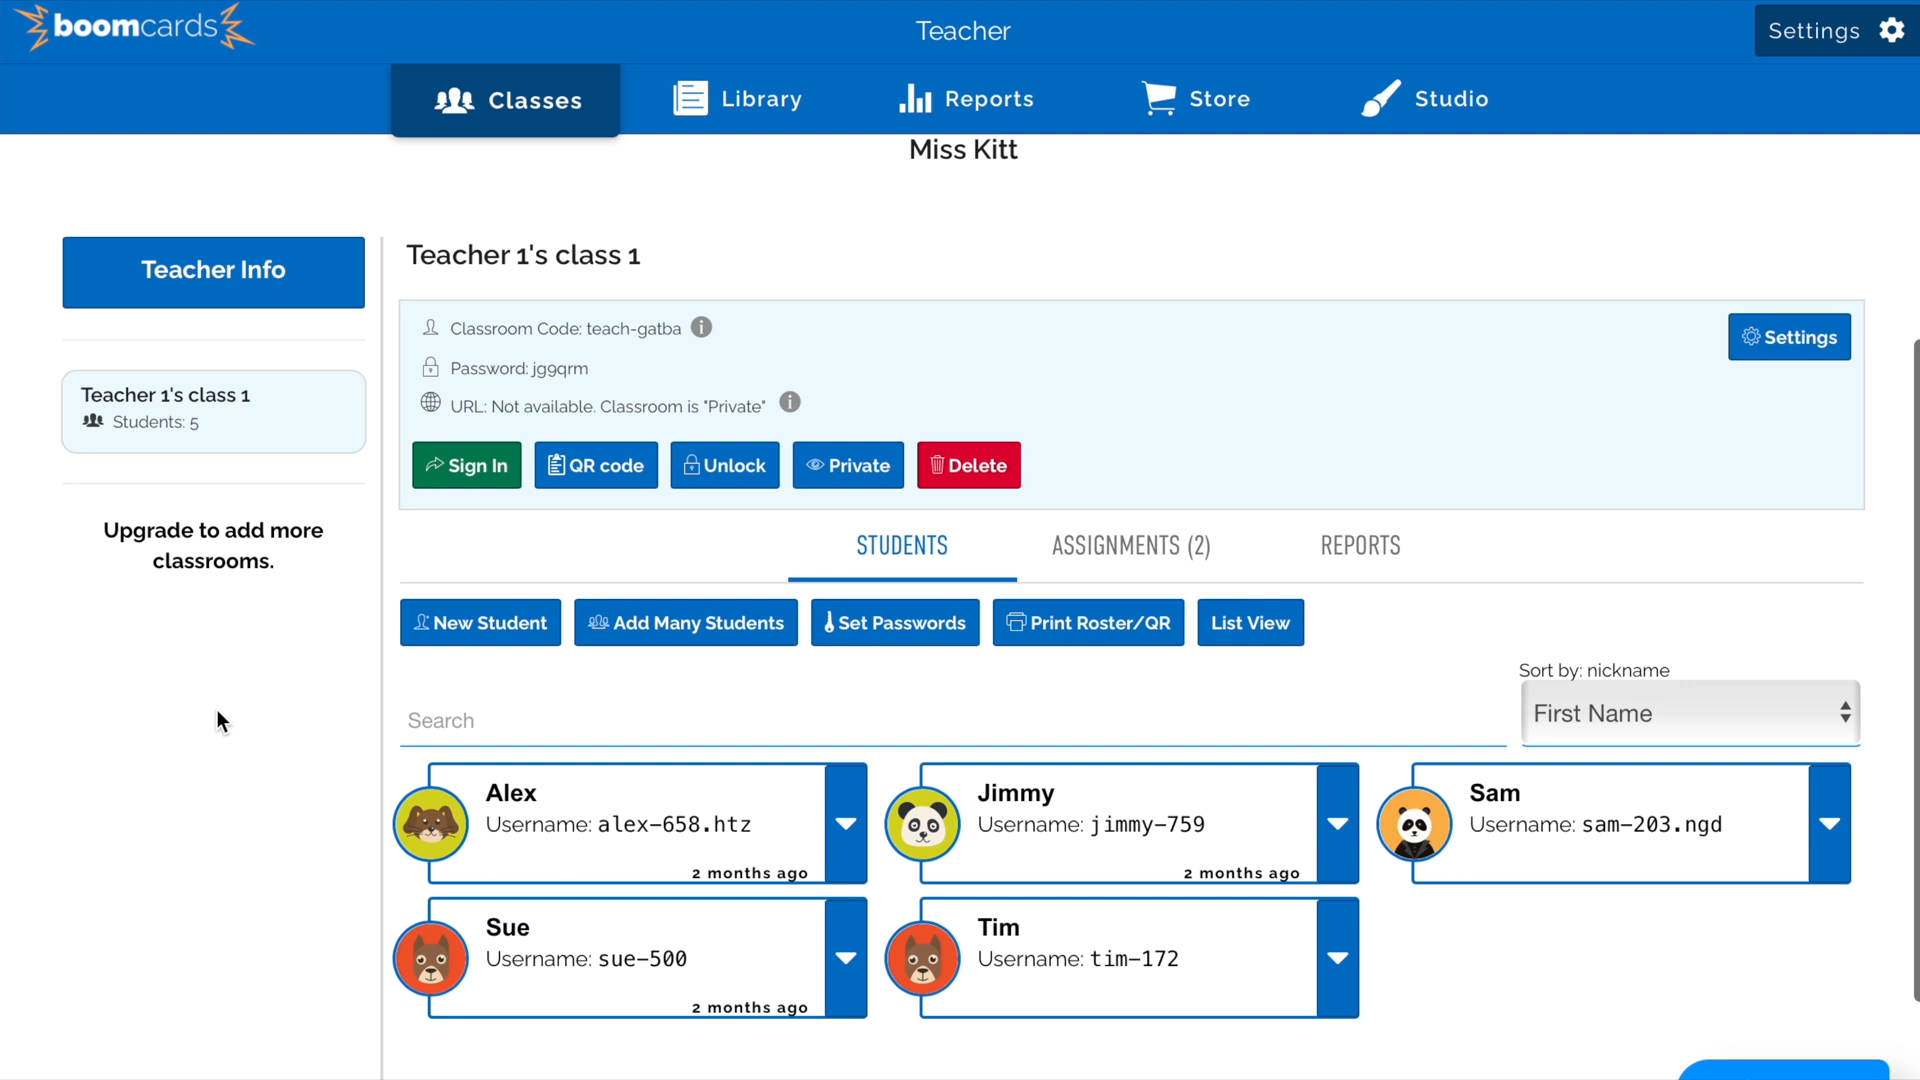 boomcards
Teacher
Settings
Classes
Library
Reports
Store
Studio
Miss Kitt
Teacher Info
Teacher 1's class 1
Students: 5
Upgrade to add more
classrooms.
Teacher 1's class 1
Classroom Code: teach-gatba
Password: jg9qrm
URL: Not available. Classroom is "Private"
Settings
Sign In
QR code
Unlock
Private
Delete
STUDENTS
ASSIGNMENTS (2)
REPORTS
New Student
Add Many Students
Set Passwords
Print Roster/QR
List View
Sort by: nickname
Search
First Name
Alex
Username: alex-658.htz
2 months ago
Jimmy
Username: jimmy-759
2 months ago
Sam
Username: sam-203.ngd
Sue
Username: sue-500
2 months ago
Tim
Username: tim-172